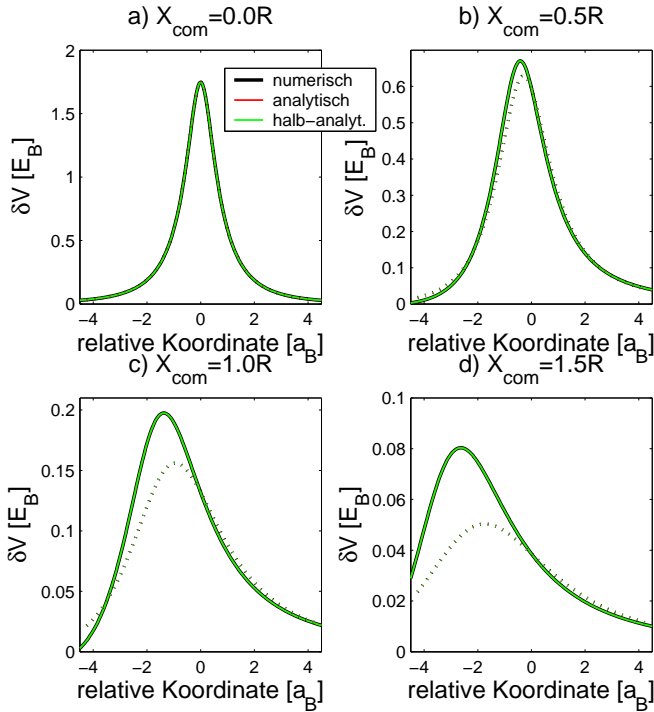 a) X_com=0.0R
b) X_com=0.5R
2
1.5
1
0.5
0
δV [E_B]
numerisch
analytisch
halb−analyt.
−4 −2 0 2 4
relative Koordinate [a_B]
0.6
0.5
0.4
0.3
0.2
0.1
0
δV [E_B]
−4 −2 0 2 4
relative Koordinate [a_B]
c) X_com=1.0R
d) X_com=1.5R
0.2
0.15
0.1
0.05
0
δV [E_B]
−4 −2 0 2 4
relative Koordinate [a_B]
0.1
0.08
0.06
0.04
0.02
0
δV [E_B]
−4 −2 0 2 4
relative Koordinate [a_B]